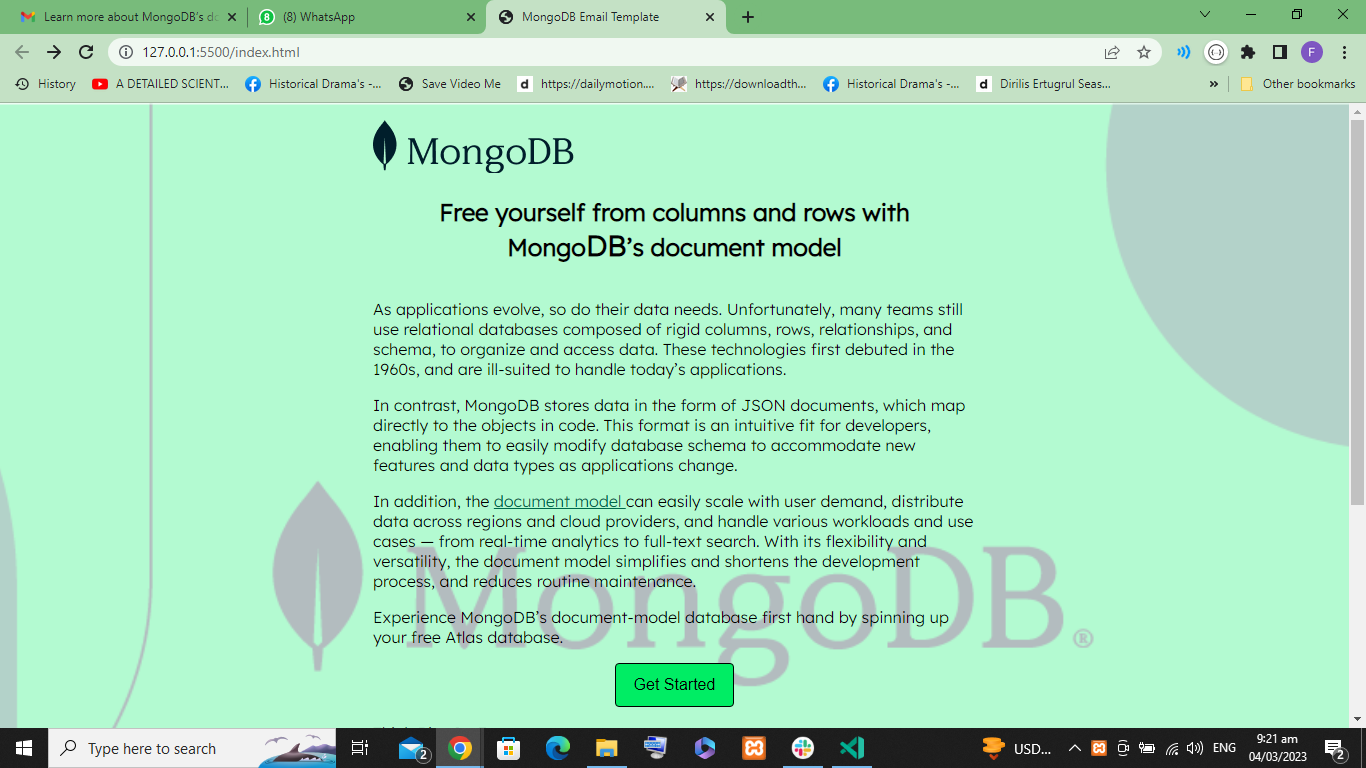 Learn more about MongoDB's do
(8) WhatsApp
MongoDB Email Template
127.0.0.1:5500/index.html
F
History
A DETAILED SCIENT...
Historical Drama's -...
Save Video Me
d
https://dailymotion....
https://downloadth...
Historical Drama's -...
d
Dirilis Ertugrul Seas...
»
Other bookmarks
MongoDB
Free yourself from columns and rows with
MongoDB's document model
As applications evolve, so do their data needs. Unfortunately, many teams still
use relational databases composed of rigid columns, rows, relationships, and
schema, to organize and access data. These technologies first debuted in the
1960s, and are ill-suited to handle today's applications.
In contrast, MongoDB stores data in the form of JSON documents, which map
directly to the objects in code. This format is an intuitive fit for developers,
enabling them to easily modify database schema to accommodate new
features and data types as applications change.
In addition, the document model can easily scale with user demand, distribute
data across regions and cloud providers, and handle various workloads and use
cases — from real-time analytics to full-text search. With its flexibility and
versatility, the document model simplifies and shortens the development
process, and reduces routine maintenance.
MongoDB®
Experience MongoDB's document-model database first hand by spinning up
your free Atlas database.
Get Started
Type here to search
2
USD...
ENG
9:21 am
04/03/2023
2